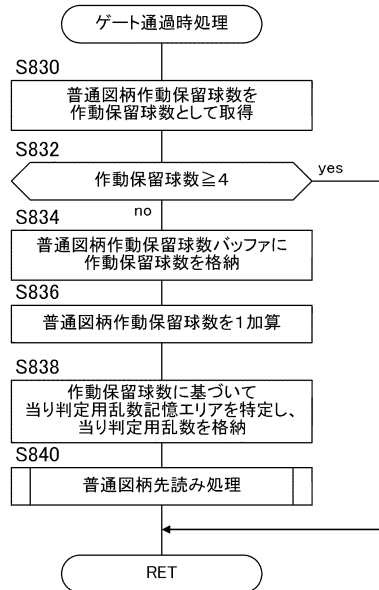 ゲート通過時処理
S830
普通図柄作動保留球数を
作動保留球数として取得
S832
作動保留球数≧4
yes
no
S834
普通図柄作動保留球数バッファに
作動保留球数を格納
S836
普通図柄作動保留球数を1加算
S838
作動保留球数に基づいて
当り判定用乱数記憶エリアを特定し、
当り判定用乱数を格納
S840
普通図柄先読み処理
RET